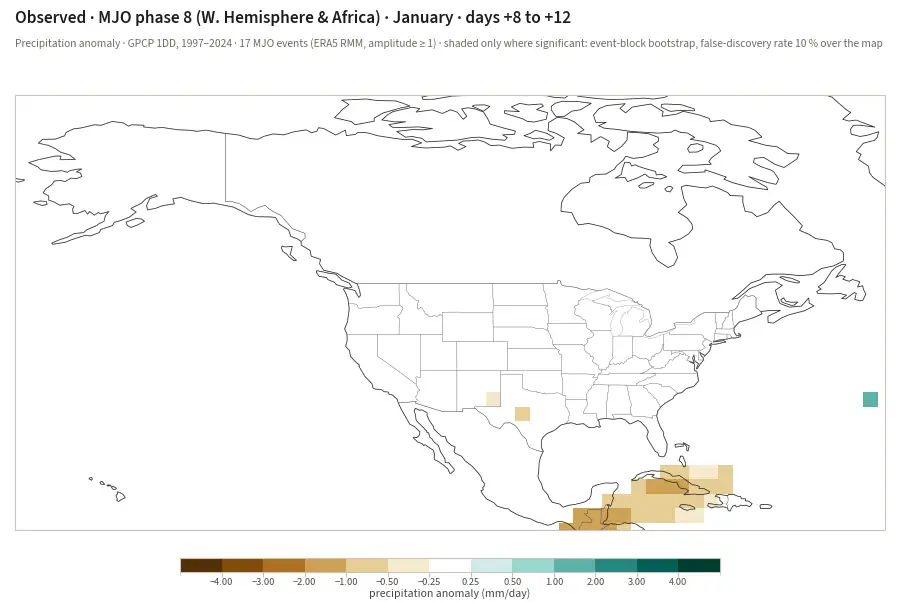 Observed · MJO phase 8 (W. Hemisphere & Africa) · January · days +8 to +12
Precipitation anomaly · GPCP 1DD, 1997–2024 · 17 MJO events (ERA5 RMM, amplitude ≥ 1) · shaded only where significant: event-block bootstrap, false-discovery rate 10 % over the map
−4.00 −3.00 −2.00 −1.00 −0.50 −0.25 0.25 0.50 1.00 2.00 3.00 4.00
precipitation anomaly (mm/day)